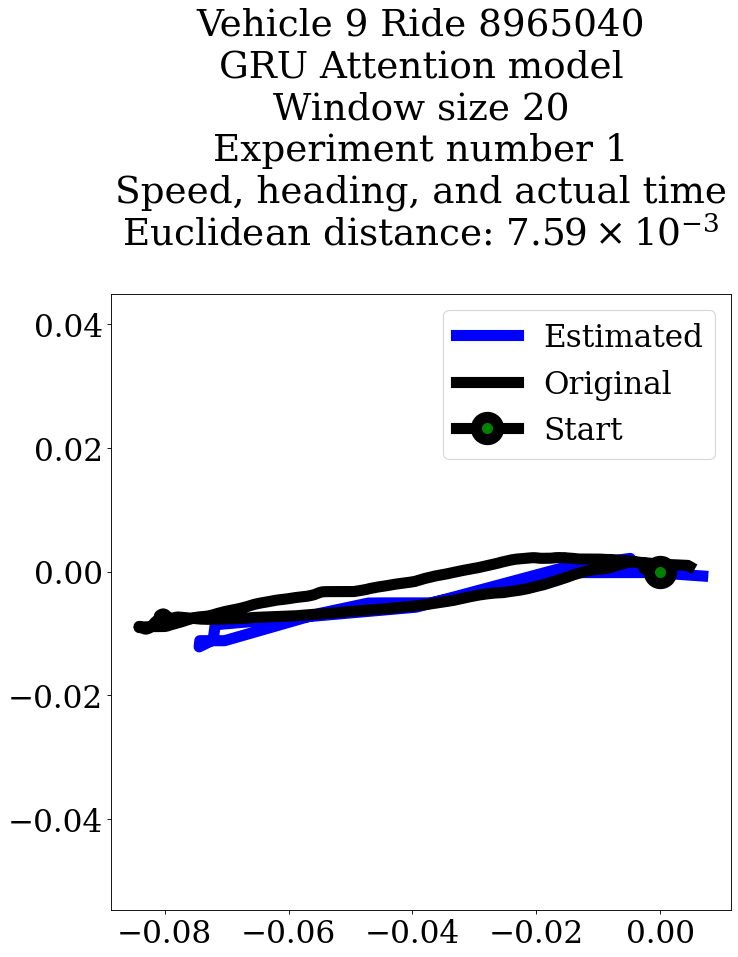 Vehicle 9 Ride 8965040
GRU Attention model
Window size 20
Experiment number 1
Speed, heading, and actual time
Euclidean distance: 7.59 × 10⁻³
Estimated
Original
Start
0.04
0.02
0.00
−0.02
−0.04
−0.08 −0.06 −0.04 −0.02 0.00